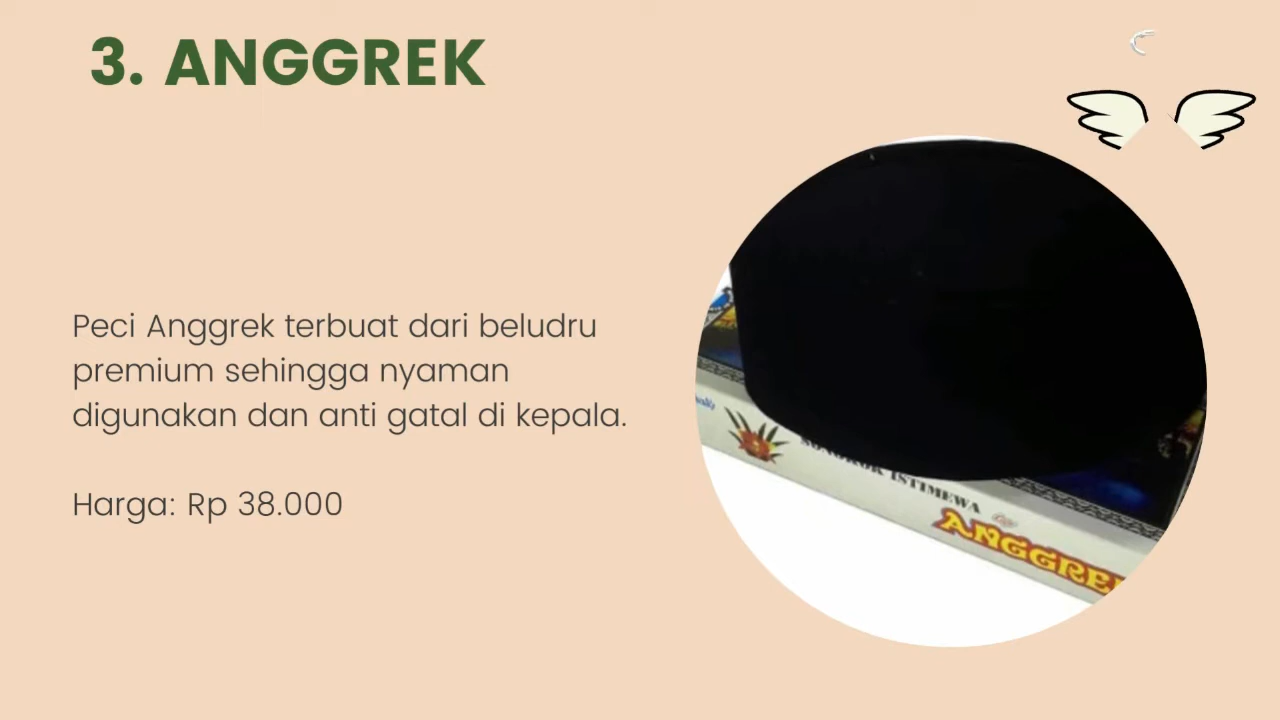 3. ANGGREK
Peci Anggrek terbuat dari beludru
premium sehingga nyaman
digunakan dan anti gatal di kepala.
Harga: Rp 38.000
SONGKOK ISTIMEWA
Cap
ANGGREK